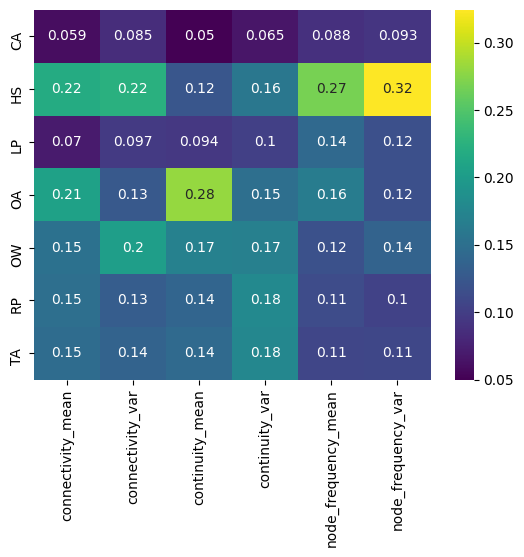 CA 0.059 0.085 0.05 0.065 0.088 0.093
HS 0.22 0.22 0.12 0.16 0.27 0.32
LP 0.07 0.097 0.094 0.1 0.14 0.12
OA 0.21 0.13 0.28 0.15 0.16 0.12
OW 0.15 0.2 0.17 0.17 0.12 0.14
RP 0.15 0.13 0.14 0.18 0.11 0.1
TA 0.15 0.14 0.14 0.18 0.11 0.11
connectivity_mean
connectivity_var
continuity_mean
continuity_var
node_frequency_mean
node_frequency_var
0.30
0.25
0.20
0.15
0.10
0.05